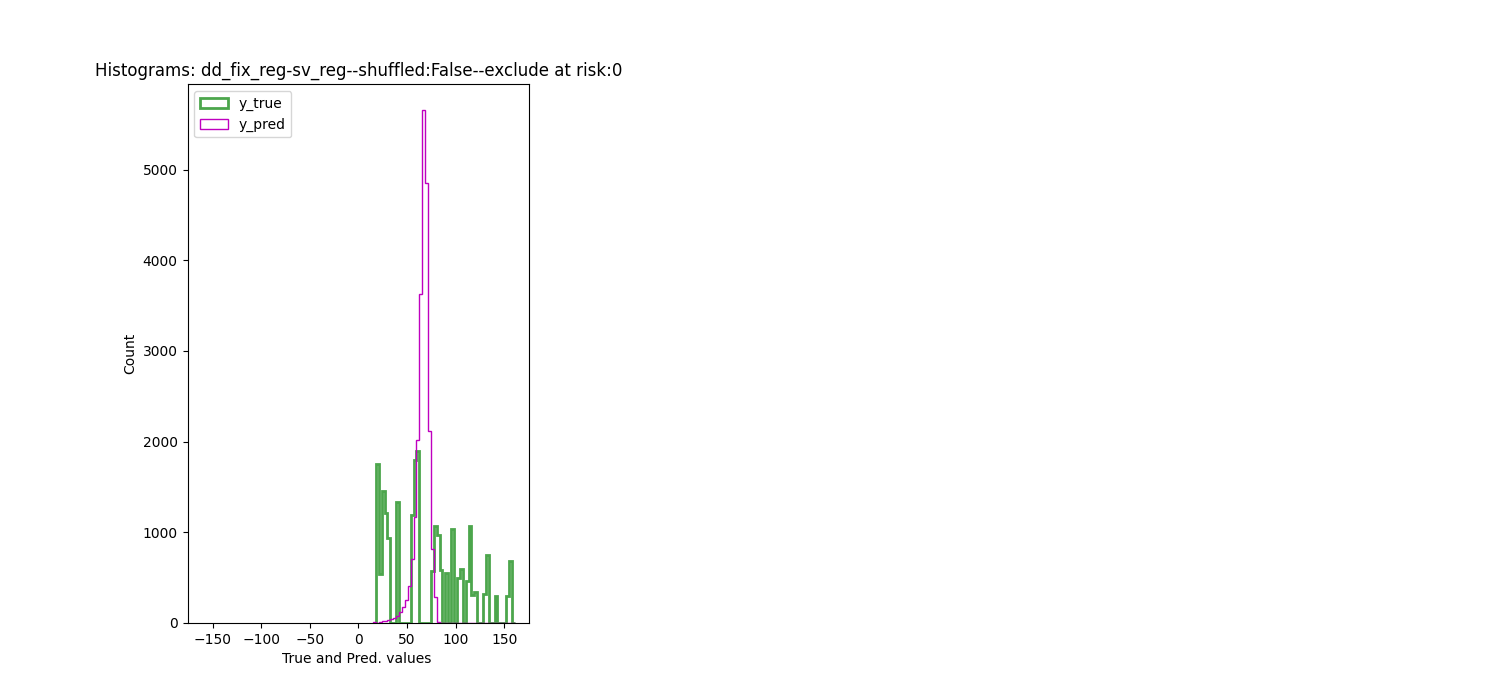 Histograms: dd_fix_reg-sv_reg--shuffled:False--exclude at risk:0
y_true
y_pred
5000
4000
3000
2000
1000
0
Count
−150 −100 −50 0 50 100 150
True and Pred. values